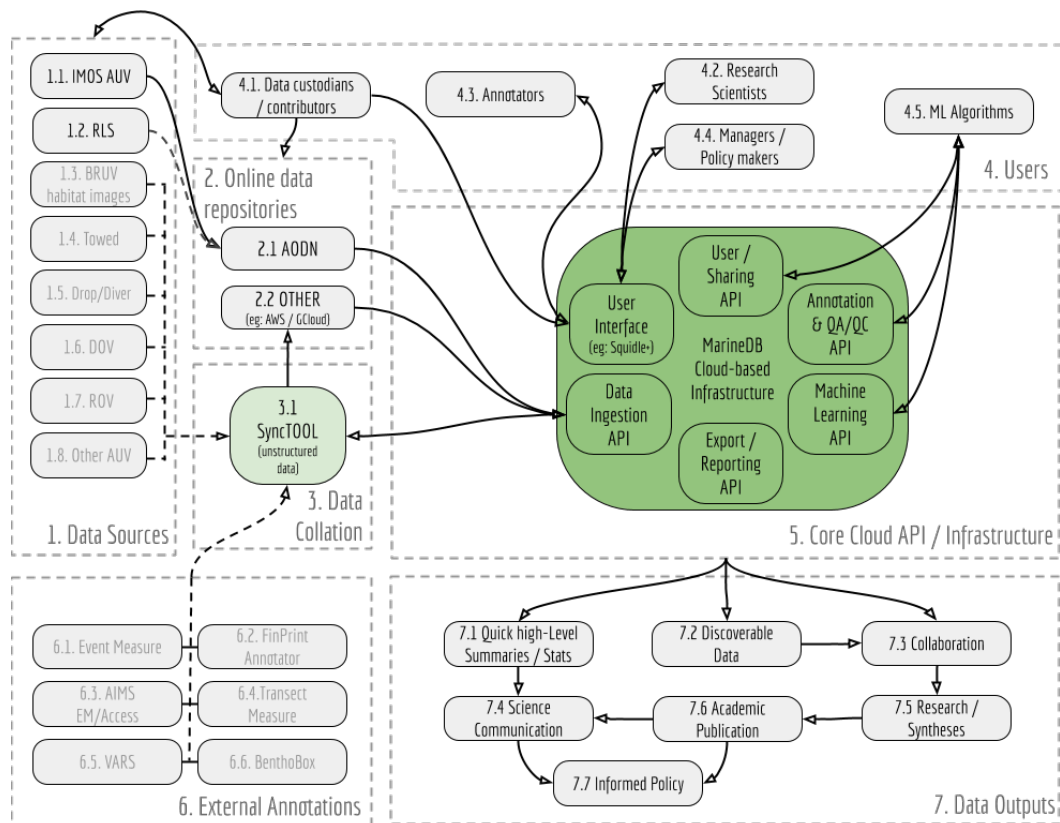 1.1. IMOS AUV
1.2. RLS
1.3. BRUV
habitat images
1.4. Towed
1.5. Drop/Diver
1.6. DOV
1.7. ROV
1.8. Other AUV
1. Data Sources
4.1. Data custodians
/ contributors
4.3. Annotators
4.2. Research
Scientists
4.4. Managers /
Policy makers
4.5. ML Algorithms
4. Users
2. Online data
repositories
2.1 AODN
2.2 OTHER
(eg: AWS / GCloud)
3.1
SyncTOOL
(unstructured
data)
3. Data
Collation
User /
Sharing
API
User
Interface
(eg: Squidle+)
Annotation
& QA/QC
API
MarineDB
Cloud-based
Infrastructure
Data
Ingestion
API
Machine
Learning
API
Export /
Reporting
API
5. Core Cloud API / Infrastructure
6.1. Event Measure
6.2. FinPrint
Annotator
6.3. AIMS
EM/Access
6.4.Transect
Measure
6.5. VARS
6.6. BenthoBox
6. External Annotations
7.1 Quick high-Level
Summaries / Stats
7.2 Discoverable
Data
7.3 Collaboration
7.4 Science
Communication
7.6 Academic
Publication
7.5 Research /
Syntheses
7.7 Informed Policy
7. Data Outputs